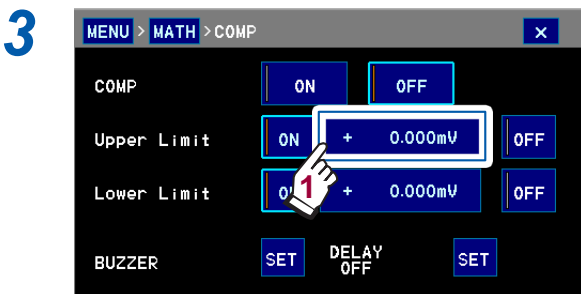 3
MENU > MATH > COMP ×
COMP ON OFF
Upper Limit ON + 0.000mV OFF
Lower Limit + 0.000mV OFF
1
BUZZER SET DELAY OFF SET